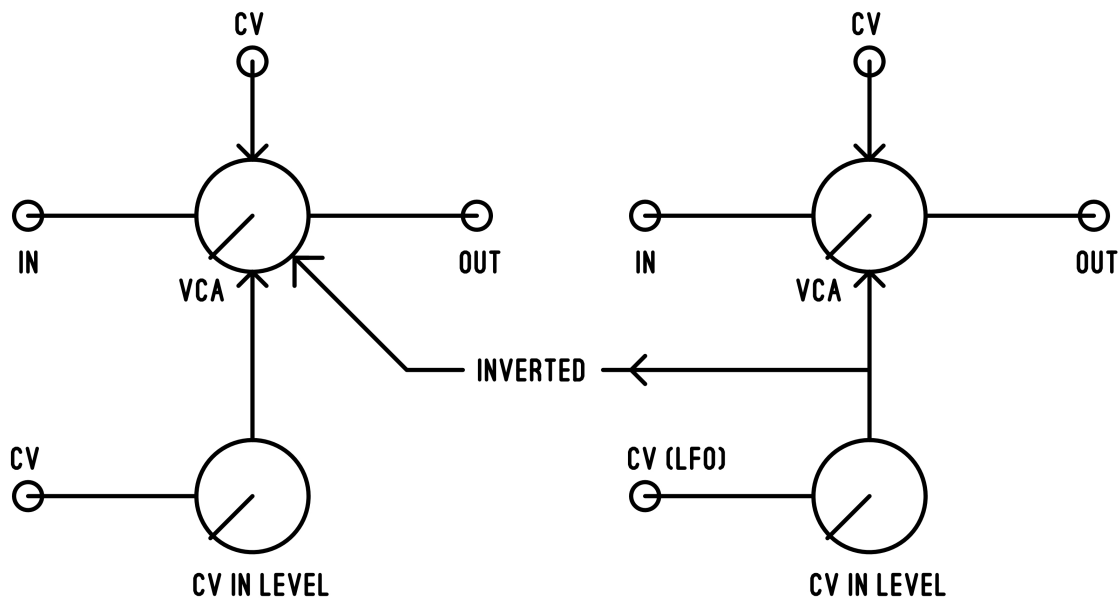 CV
CV
IN
OUT
IN
OUT
VCA
VCA
INVERTED
CV
CV (LFO)
CV IN LEVEL
CV IN LEVEL